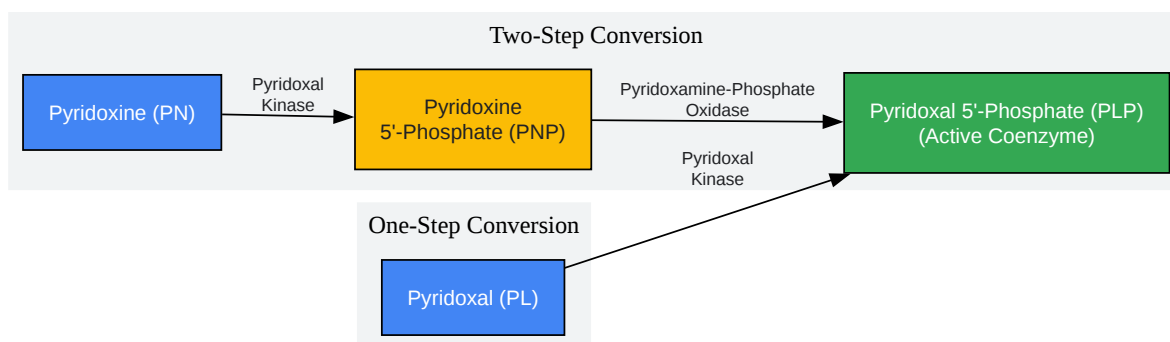 Two-Step Conversion
Pyridoxine (PN)
Pyridoxal
Kinase
Pyridoxine
5'-Phosphate (PNP)
Pyridoxamine-Phosphate
Oxidase
Pyridoxal 5'-Phosphate (PLP)
(Active Coenzyme)
Pyridoxal
Kinase
One-Step Conversion
Pyridoxal (PL)